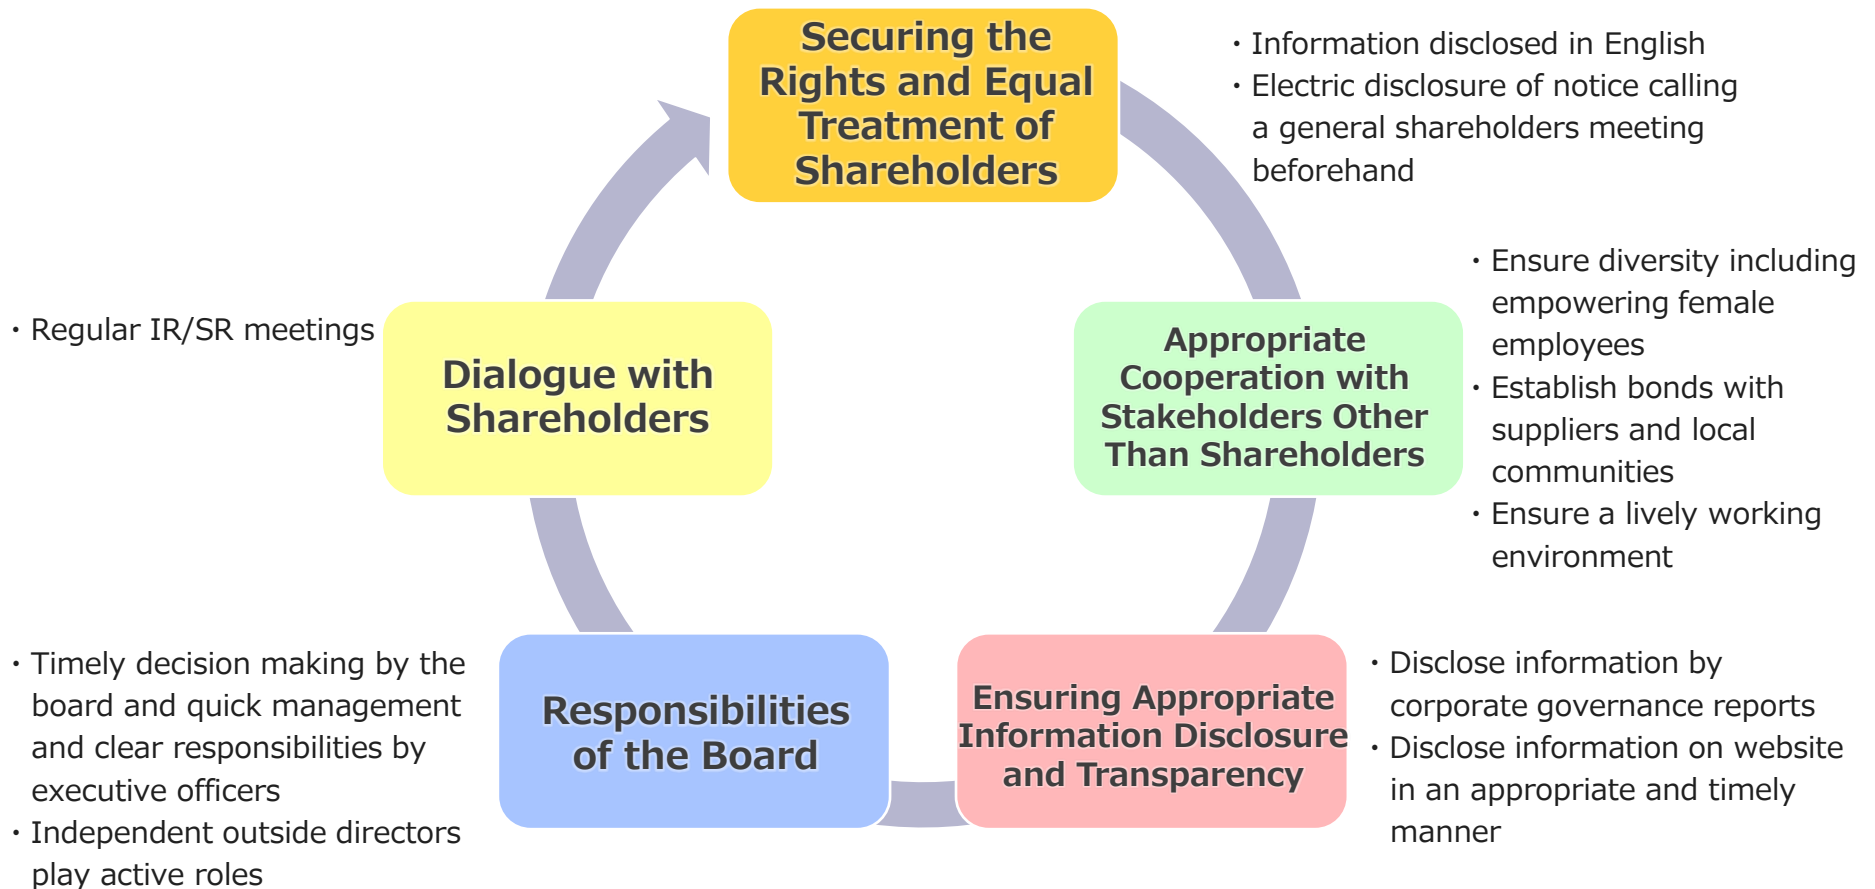 Securing the
Rights and Equal
Treatment of
Shareholders
・Information disclosed in English
・Electric disclosure of notice calling
a general shareholders meeting
beforehand
Appropriate
Cooperation with
Stakeholders Other
Than Shareholders
・Ensure diversity including
empowering female
employees
・Establish bonds with
suppliers and local
communities
・Ensure a lively working
environment
Ensuring Appropriate
Information Disclosure
and Transparency
・Disclose information by
corporate governance reports
・Disclose information on website
in an appropriate and timely
manner
Responsibilities
of the Board
・Timely decision making by the
board and quick management
and clear responsibilities by
executive officers
・Independent outside directors
play active roles
Dialogue with
Shareholders
・Regular IR/SR meetings